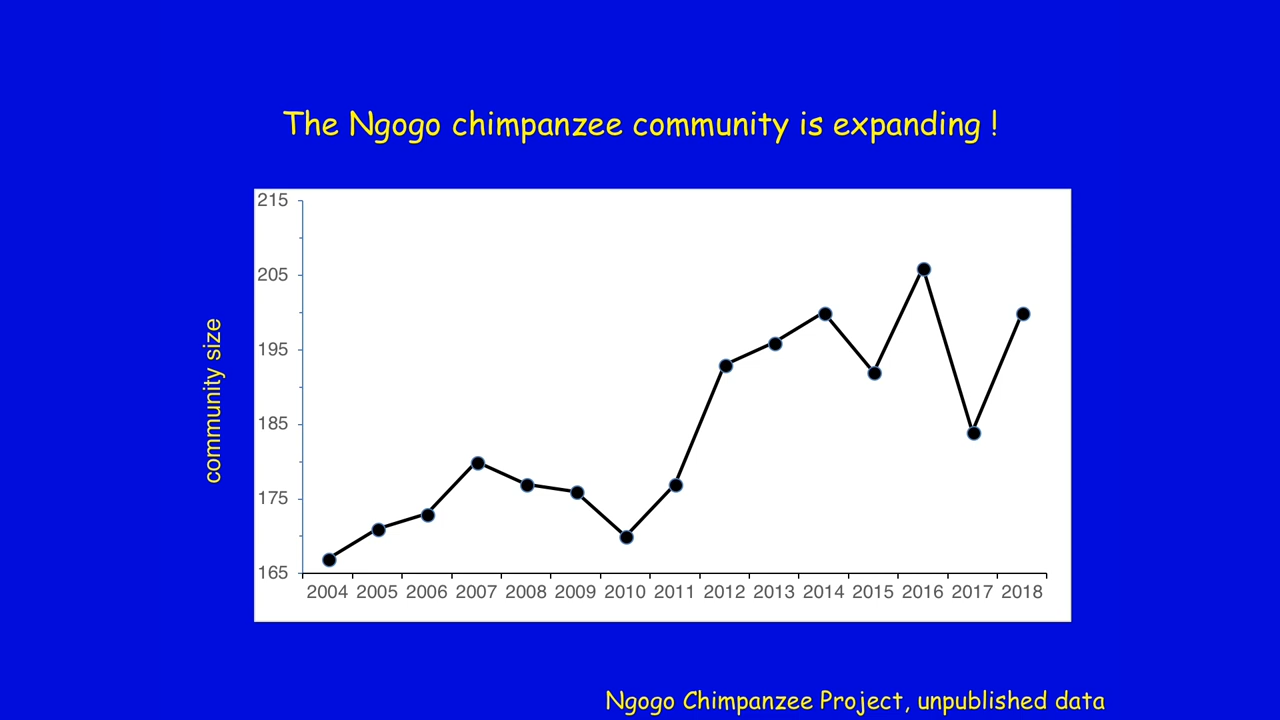 The Ngogo chimpanzee community is expanding !
215
205
195
185
175
165
community size
2004 2005 2006 2007 2008 2009 2010 2011 2012 2013 2014 2015 2016 2017 2018
Ngogo Chimpanzee Project, unpublished data